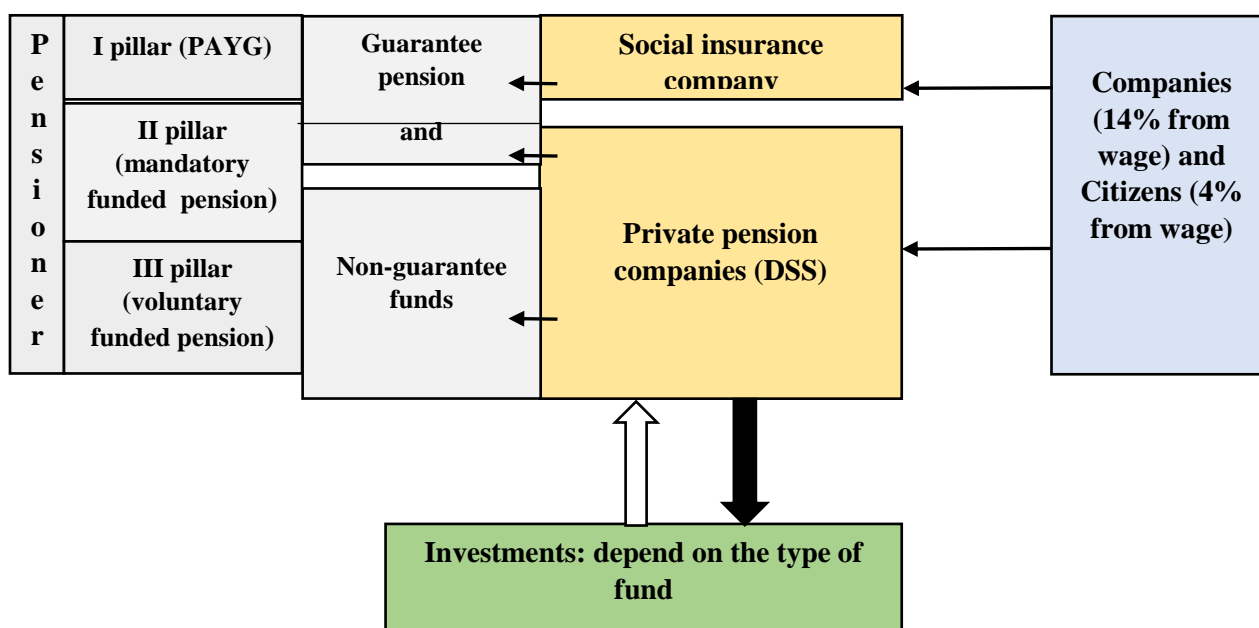 Pensioner
I pillar (PAYG)
II pillar
(mandatory
funded pension)
III pillar
(voluntary
funded pension)
Guarantee
pension
and
Non-guarantee
funds
Social insurance
company
Private pension
companies (DSS)
Companies
(14% from
wage) and
Citizens (4%
from wage)
Investments: depend on the type of
fund